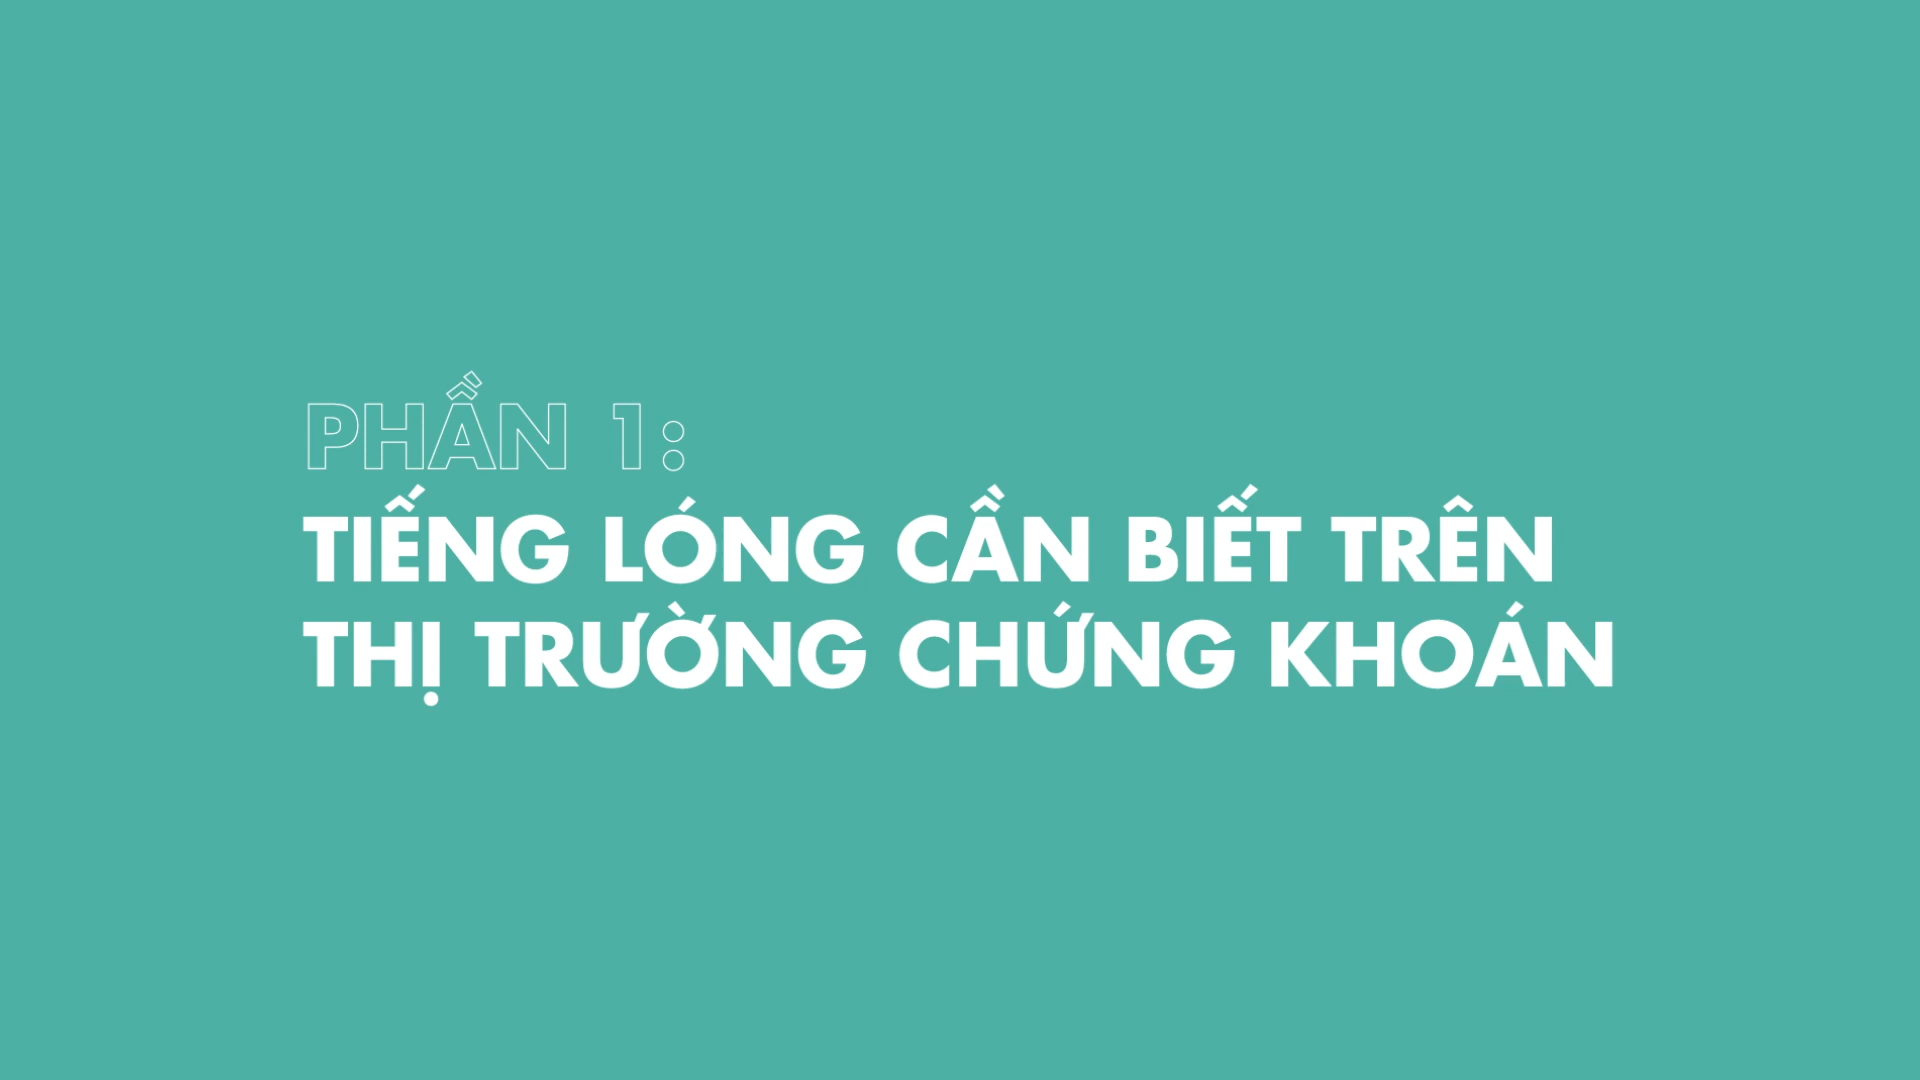 PHẦN 1:
TIẾNG LÓNG CẦN BIẾT TRÊN
THỊ TRƯỜNG CHỨNG KHOÁN